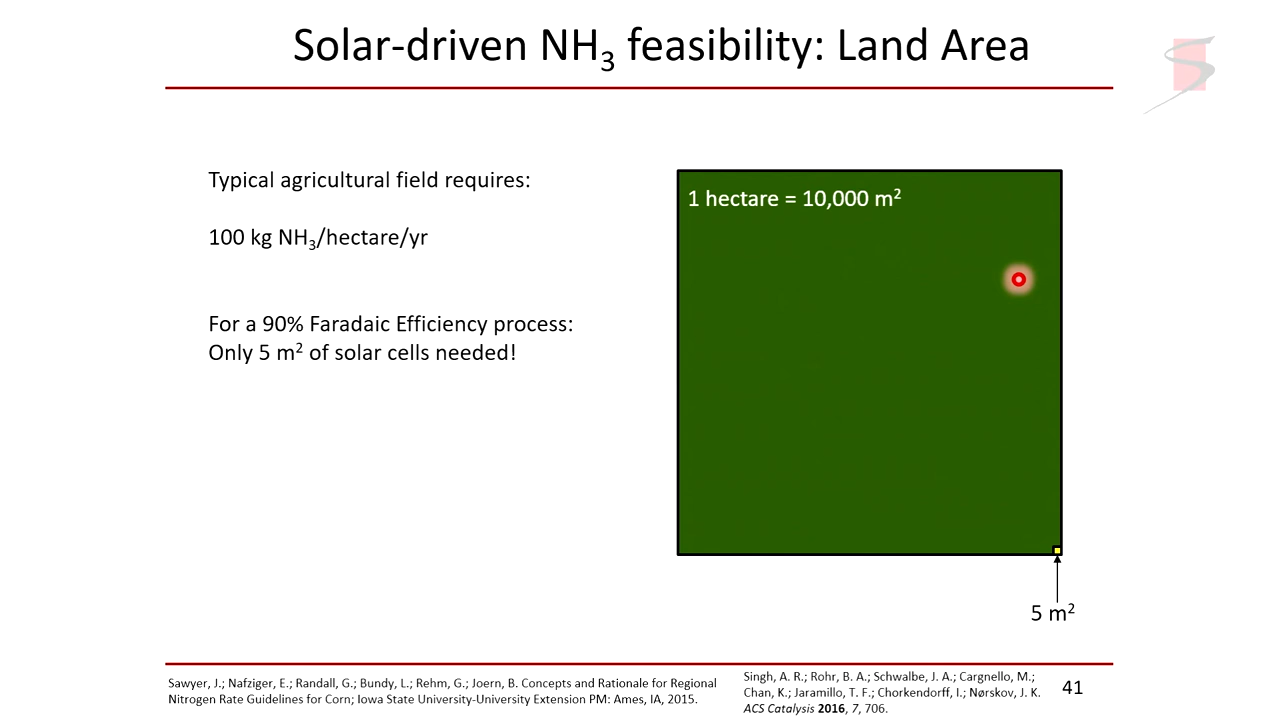 Solar-driven NH₃ feasibility: Land Area
Typical agricultural field requires:
100 kg NH₃/hectare/yr
For a 90% Faradaic Efficiency process:
Only 5 m² of solar cells needed!
1 hectare = 10,000 m²
5 m²
Sawyer, J.; Nafziger, E.; Randall, G.; Bundy, L.; Rehm, G.; Joern, B. Concepts and Rationale for Regional
Nitrogen Rate Guidelines for Corn; Iowa State University-University Extension PM: Ames, IA, 2015.
Singh, A. R.; Rohr, B. A.; Schwalbe, J. A.; Cargnello, M.;
Chan, K.; Jaramillo, T. F.; Chorkendorff, I.; Nørskov, J. K.
ACS Catalysis 2016, 7, 706.
41